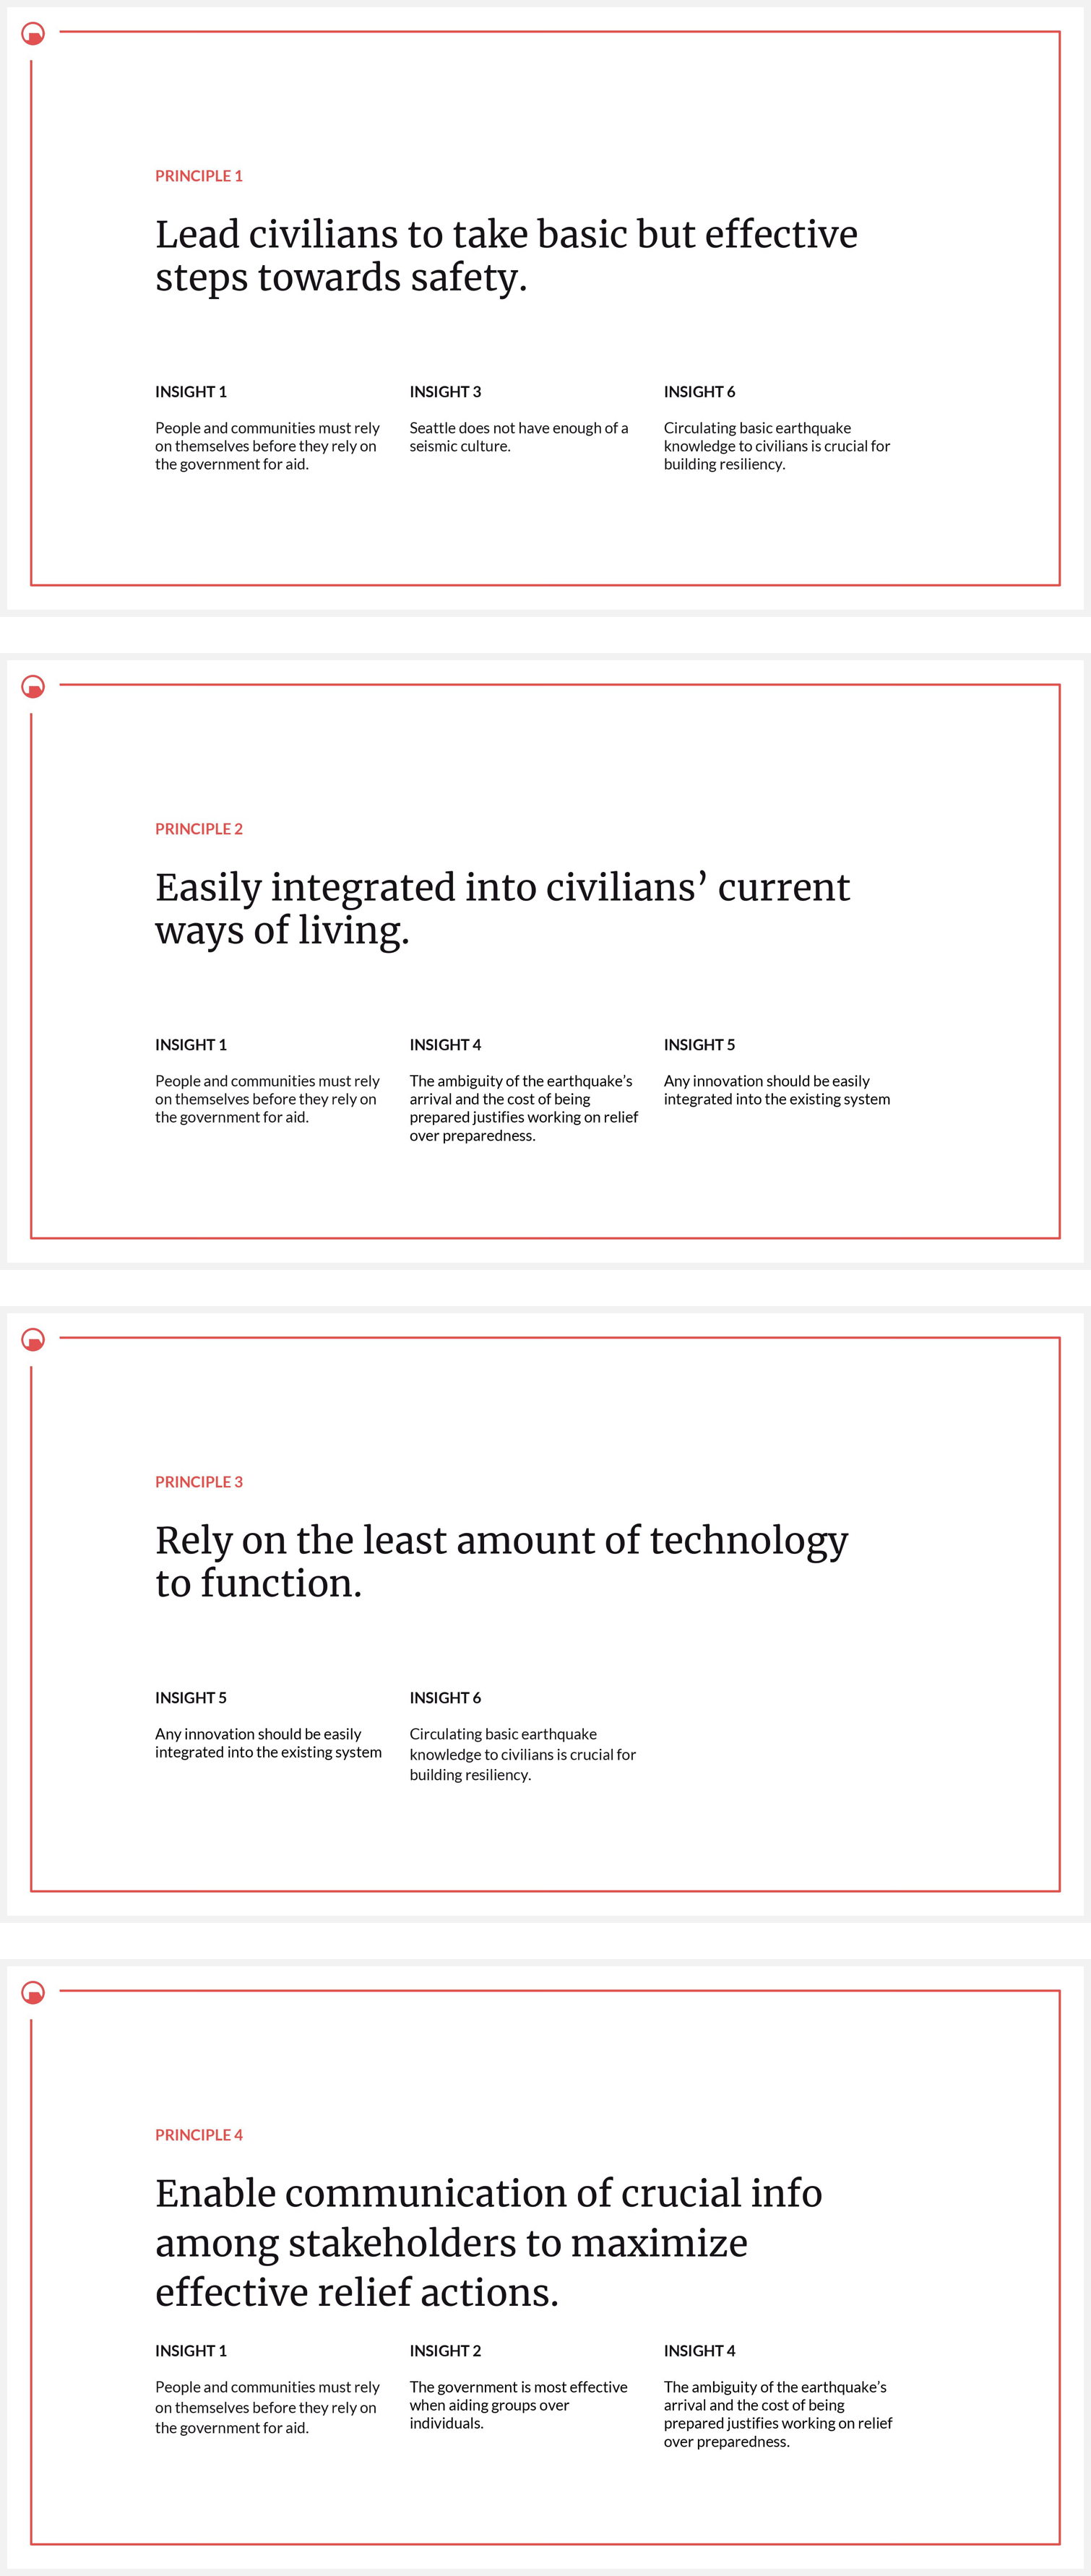 PRINCIPLE 1
Lead civilians to take basic but effective
steps towards safety.
INSIGHT 1
People and communities must rely
on themselves before they rely on
the government for aid.
INSIGHT 3
Seattle does not have enough of a
seismic culture.
INSIGHT 6
Circulating basic earthquake
knowledge to civilians is crucial for
building resiliency.
PRINCIPLE 2
Easily integrated into civilians’ current
ways of living.
INSIGHT 1
People and communities must rely
on themselves before they rely on
the government for aid.
INSIGHT 4
The ambiguity of the earthquake’s
arrival and the cost of being
prepared justifies working on relief
over preparedness.
INSIGHT 5
Any innovation should be easily
integrated into the existing system
PRINCIPLE 3
Rely on the least amount of technology
to function.
INSIGHT 5
Any innovation should be easily
integrated into the existing system
INSIGHT 6
Circulating basic earthquake
knowledge to civilians is crucial for
building resiliency.
PRINCIPLE 4
Enable communication of crucial info
among stakeholders to maximize
effective relief actions.
INSIGHT 1
People and communities must rely
on themselves before they rely on
the government for aid.
INSIGHT 2
The government is most effective
when aiding groups over
individuals.
INSIGHT 4
The ambiguity of the earthquake’s
arrival and the cost of being
prepared justifies working on relief
over preparedness.